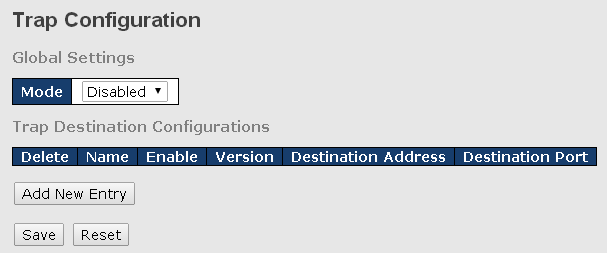 Trap Configuration
Global Settings
Mode Disabled
Trap Destination Configurations
Delete Name Enable Version Destination Address Destination Port
Add New Entry
Save Reset